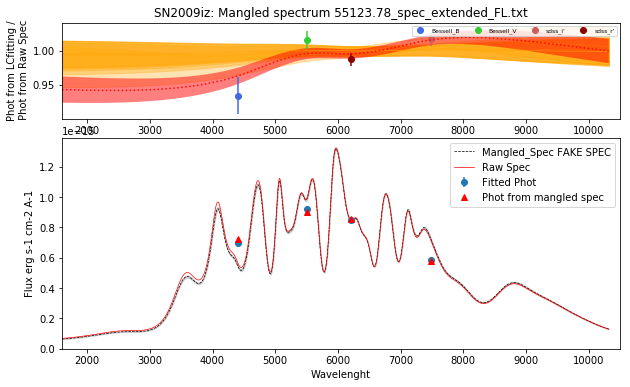 SN2009iz: Mangled spectrum 55123.78_spec_extended_FL.txt
Phot from LCfitting /
Phot from Raw Spec
1.00
0.95
Bessell_B
Bessell_V
sdss_i'
sdss_r'
2000 3000 4000 5000 6000 7000 8000 9000 10000
Flux erg s-1 cm-2 A-1
1.2
1.0
0.8
0.6
0.4
0.2
0.0
Mangled_Spec FAKE SPEC
Raw Spec
Fitted Phot
Phot from mangled spec
2000 3000 4000 5000 6000 7000 8000 9000 10000
Wavelenght